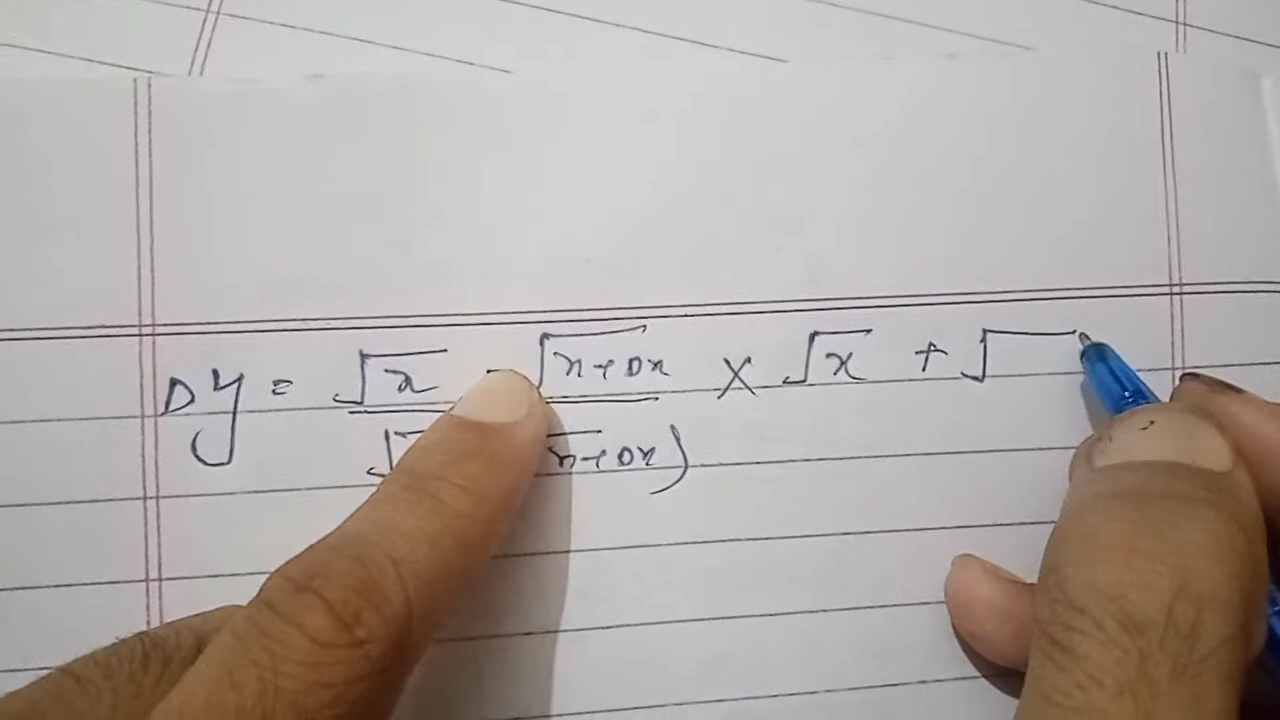 Dy = √x - √x+Dx × √x + √
√ x+Dx)